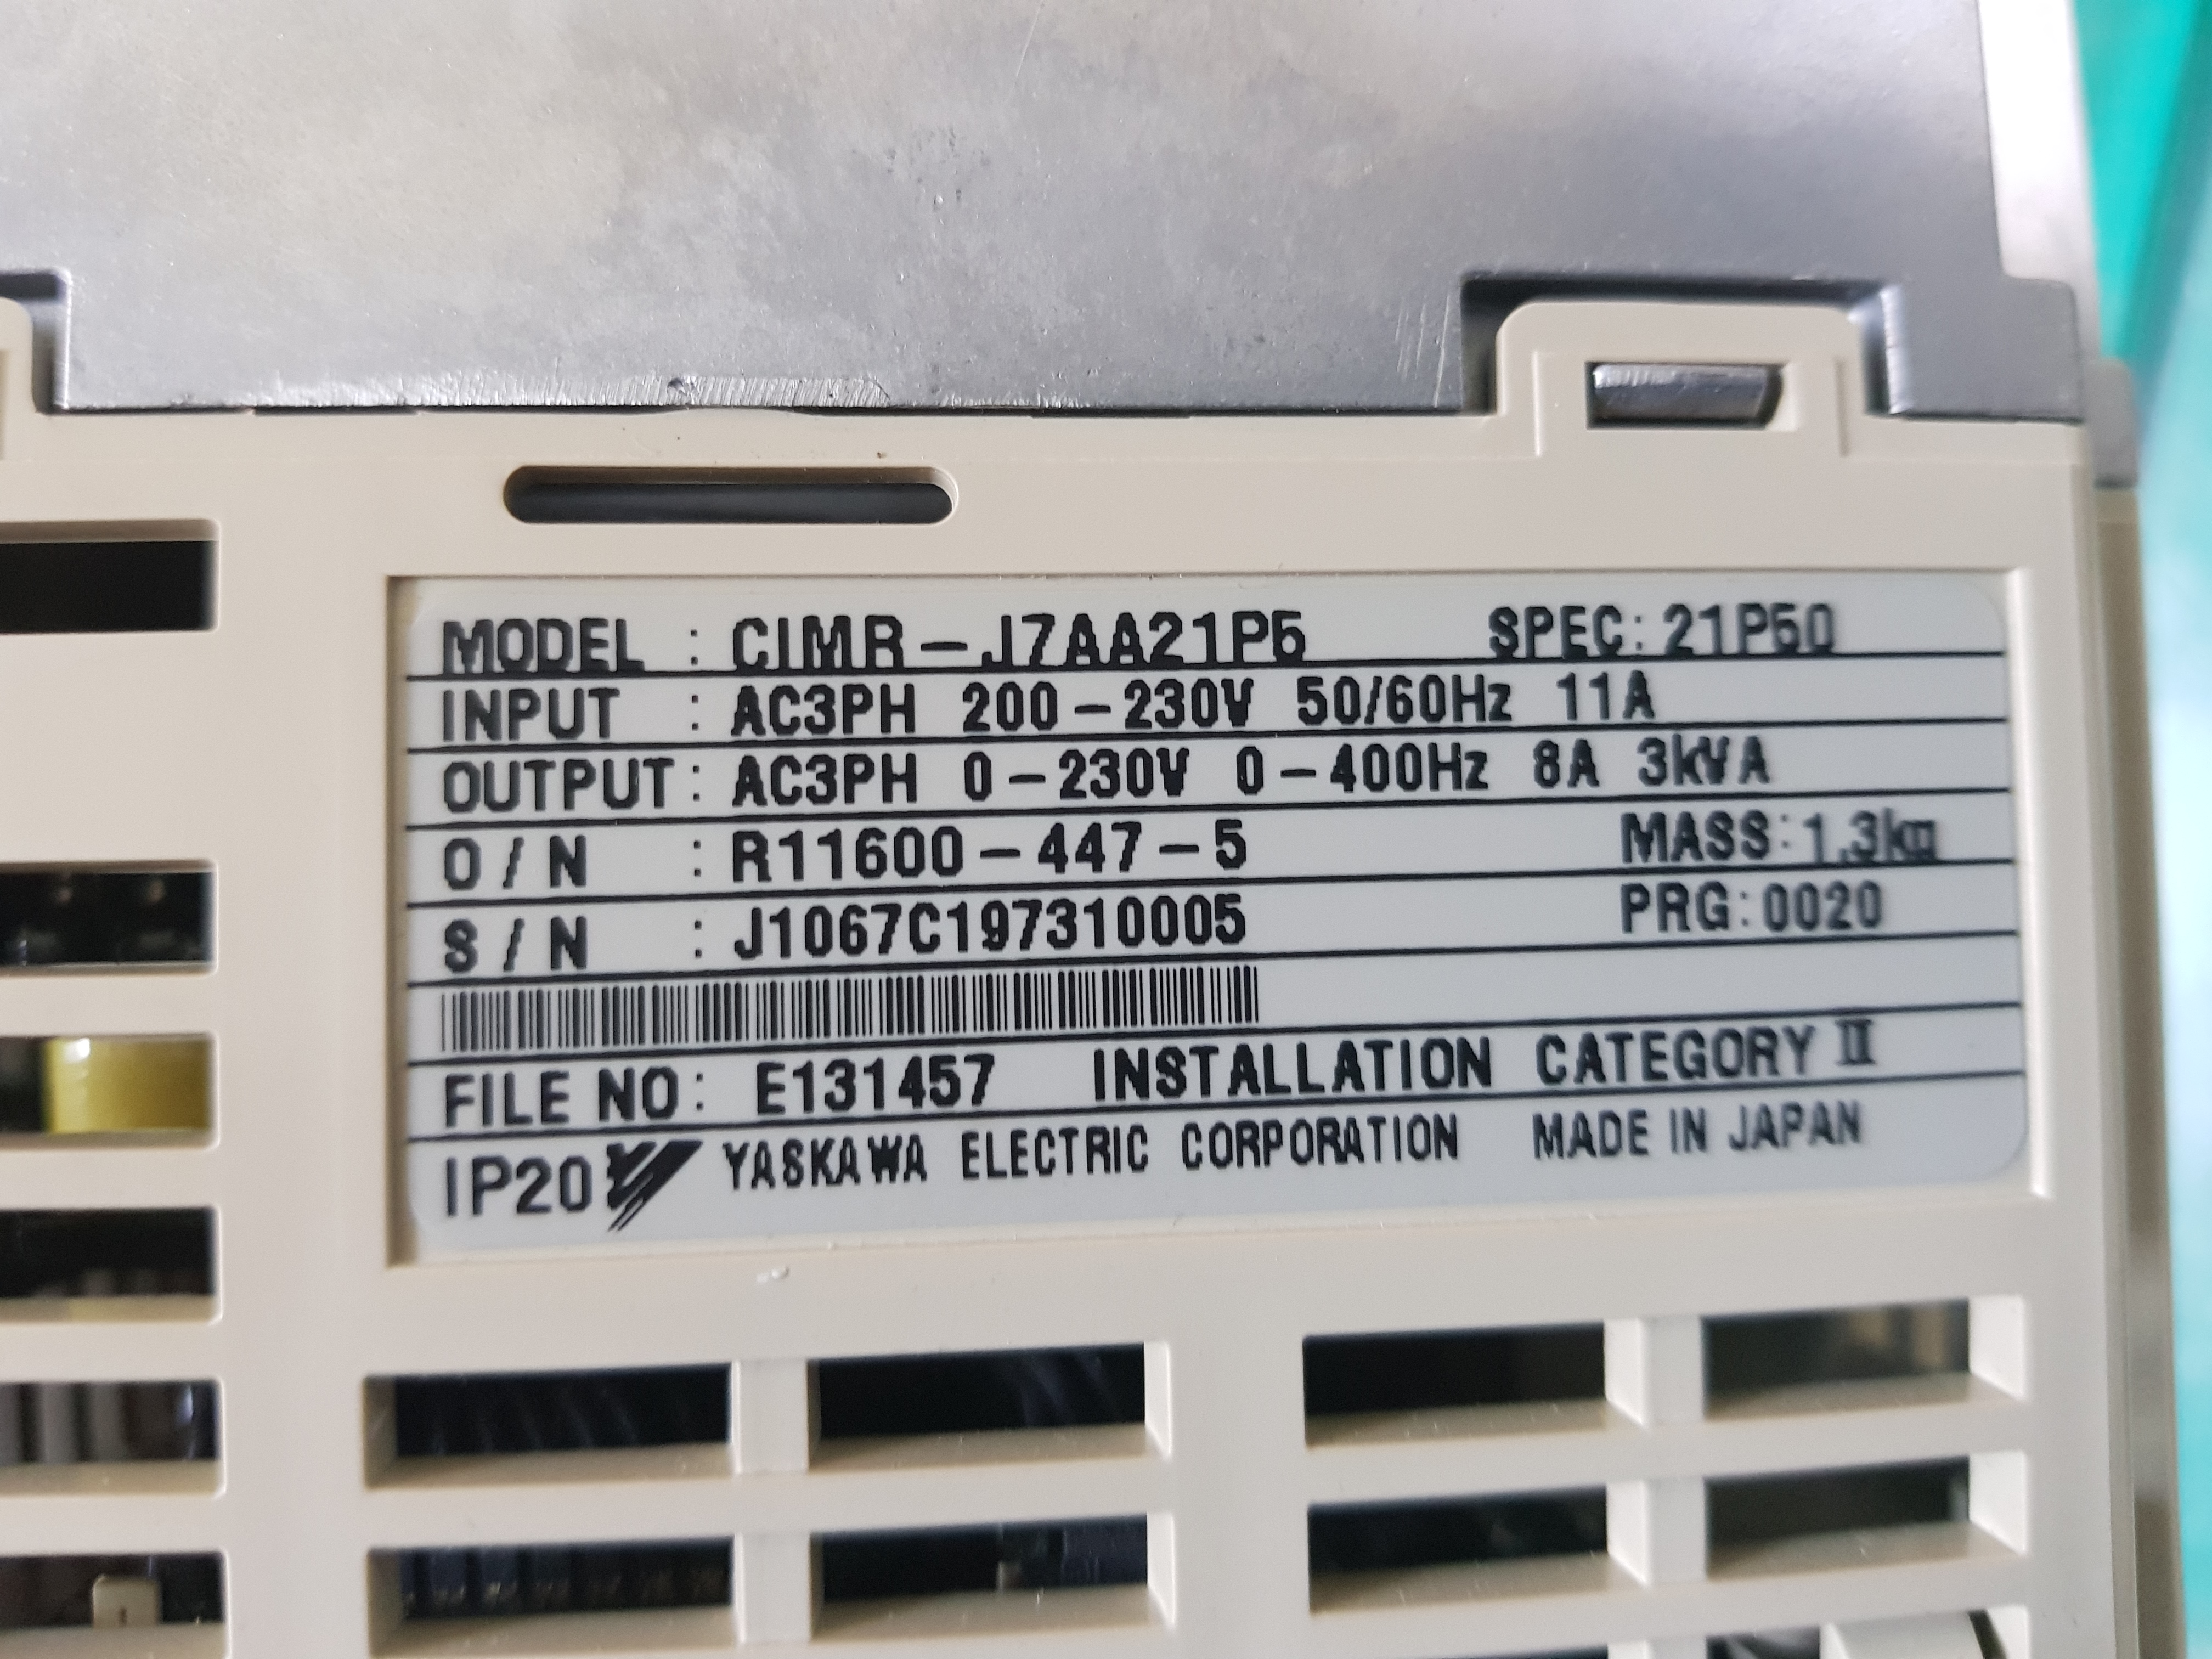 MODEL : CIMR-J7AA21P5 SPEC: 21P50
INPUT : AC3PH 200-230V 50/60Hz 11A
OUTPUT: AC3PH 0-230V 0-400Hz 8A 3kVA
O/N : R11600-447-5 MASS: 1.3kg
S/N : J1067C197310005 PRG: 0020
FILE NO: E131457 INSTALLATION CATEGORY II
IP20 YASKAWA ELECTRIC CORPORATION MADE IN JAPAN